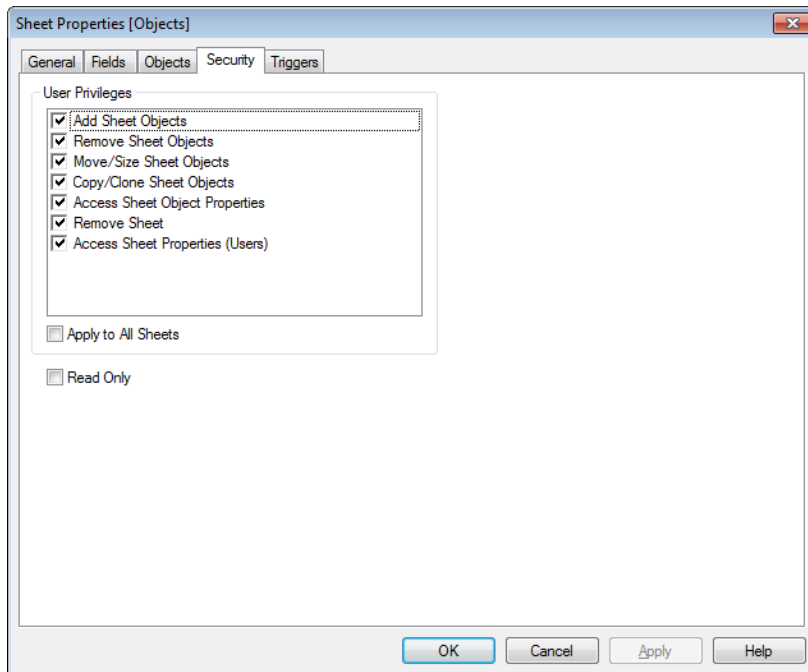 Sheet Properties [Objects]
General Fields Objects Security Triggers
User Privileges
Add Sheet Objects
Remove Sheet Objects
Move/Size Sheet Objects
Copy/Clone Sheet Objects
Access Sheet Object Properties
Remove Sheet
Access Sheet Properties (Users)
Apply to All Sheets
Read Only
OK Cancel Apply Help